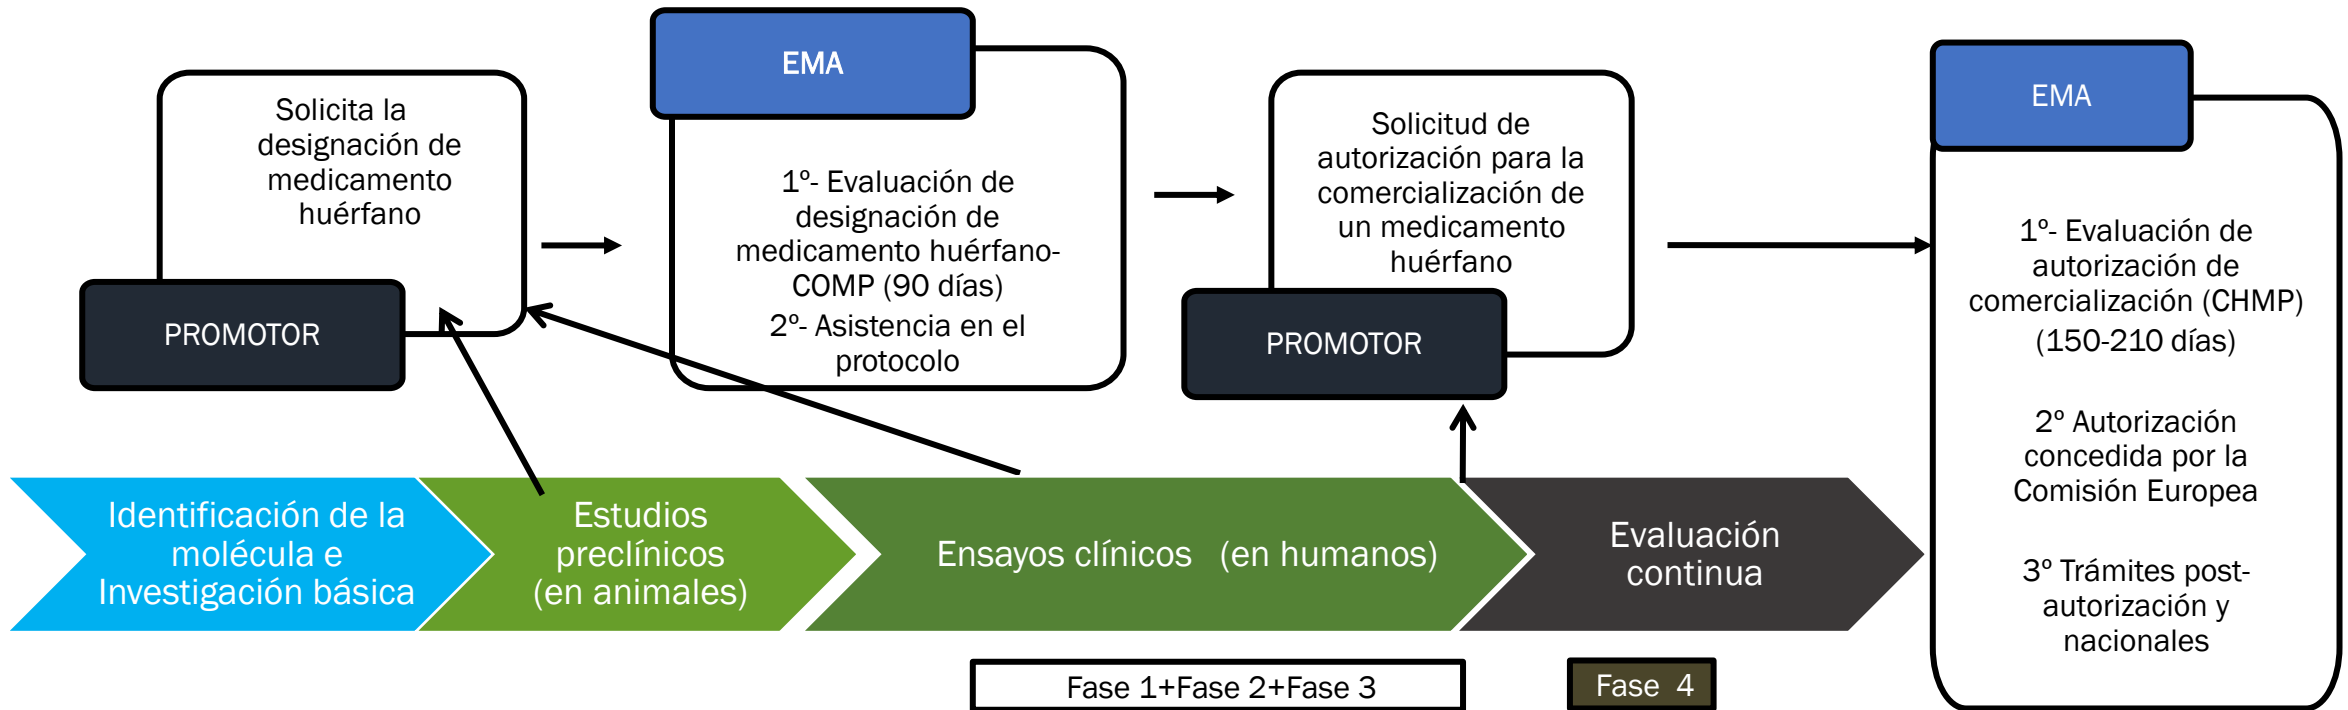 Solicita la
designación de
medicamento
huérfano
PROMOTOR
EMA
1º- Evaluación de
designación de
medicamento huérfano-
COMP (90 días)
2º- Asistencia en el
protocolo
Solicitud de
autorización para la
comercialización de
un medicamento
huérfano
PROMOTOR
EMA
1º- Evaluación de
autorización de
comercialización (CHMP)
(150-210 días)
2º Autorización
concedida por la
Comisión Europea
3º Trámites post-
autorización y
nacionales
Identificación de la
molécula e
Investigación básica
Estudios
preclínicos
(en animales)
Ensayos clínicos (en humanos)
Evaluación
continua
Fase 1+Fase 2+Fase 3
Fase 4